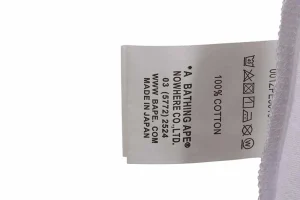 100% COTTON
*A BATHING APE®
NOWHERE CO.,LTD.
03 (5772) 2524
WWW.BAPE.COM
MADE IN JAPAN